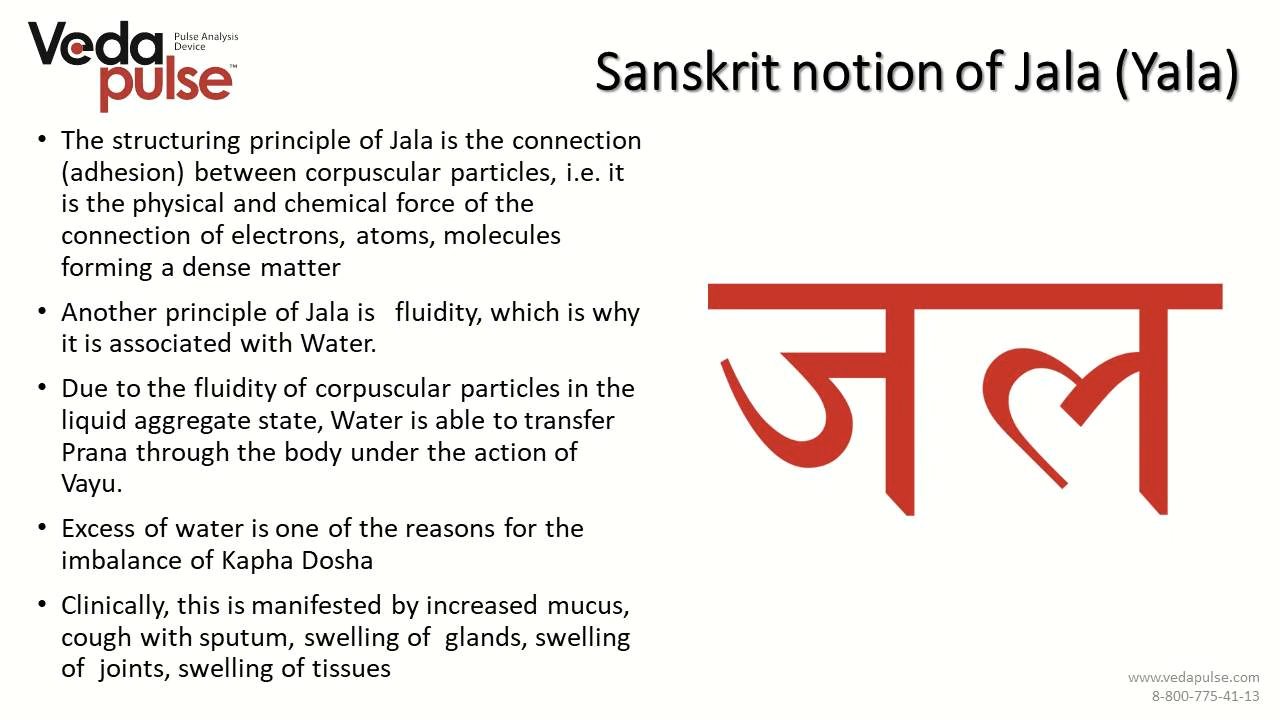 Veda
pulse™
Pulse Analysis
Device
Sanskrit notion of Jala (Yala)
• The structuring principle of Jala is the connection
(adhesion) between corpuscular particles, i.e. it
is the physical and chemical force of the
connection of electrons, atoms, molecules
forming a dense matter
• Another principle of Jala is fluidity, which is why
it is associated with Water.
• Due to the fluidity of corpuscular particles in the
liquid aggregate state, Water is able to transfer
Prana through the body under the action of
Vayu.
• Excess of water is one of the reasons for the
imbalance of Kapha Dosha
• Clinically, this is manifested by increased mucus,
cough with sputum, swelling of glands, swelling
of joints, swelling of tissues
जल
www.vedapulse.com
8-800-775-41-13